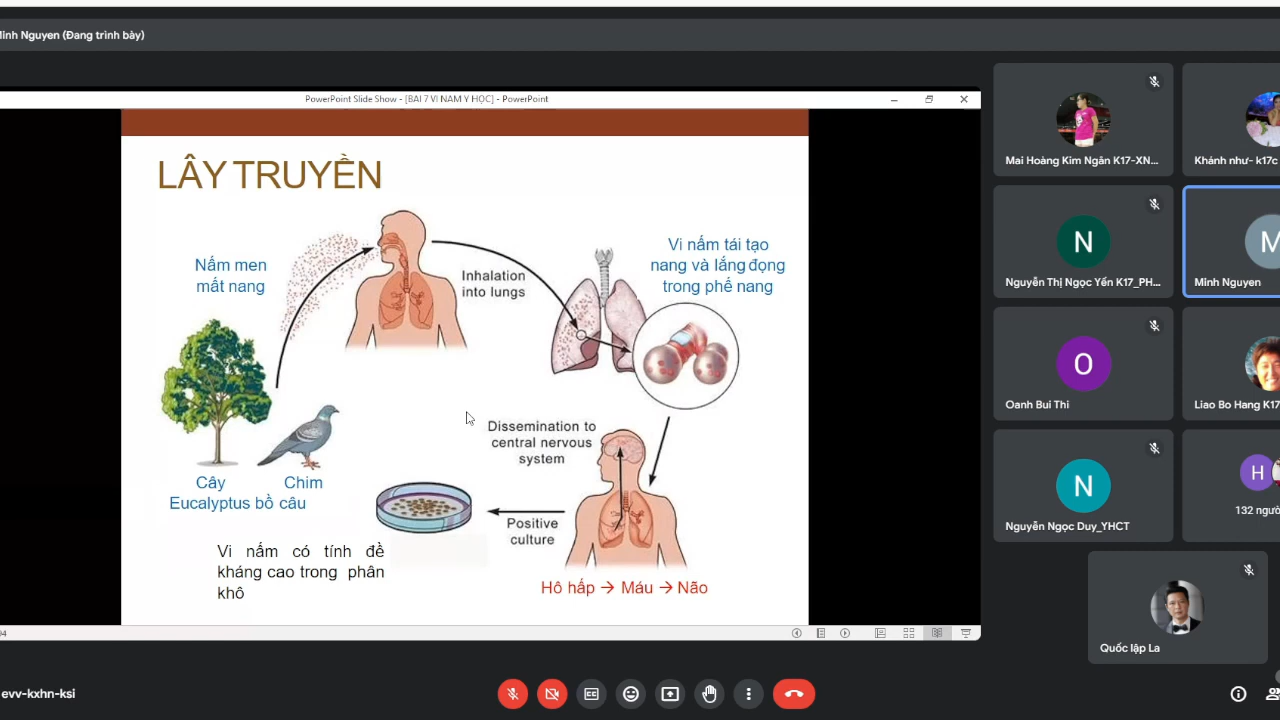 Minh Nguyen (Đang trình bày)
PowerPoint Slide Show - [BAI 7 VI NAM Y HỌC] - PowerPoint
LÂY TRUYỀN
Nấm men
mất nang
Inhalation
into lungs
Vi nấm tái tạo
nang và lắng đọng
trong phế nang
Cây
Eucalyptus
Chim
bồ câu
Dissemination to
central nervous
system
Positive
culture
Vi nấm có tính đề
kháng cao trong phân
khô
Hô hấp → Máu → Não
Mai Hoàng Kim Ngân K17-XN...
Khánh như- k17c
N
Nguyễn Thị Ngọc Yến K17_PH...
M
Minh Nguyen
O
Oanh Bui Thi
Liao Bo Hang K17
N
Nguyễn Ngọc Duy_YHCT
H
132 ngườ
Quốc lập La
evv-kxhn-ksi